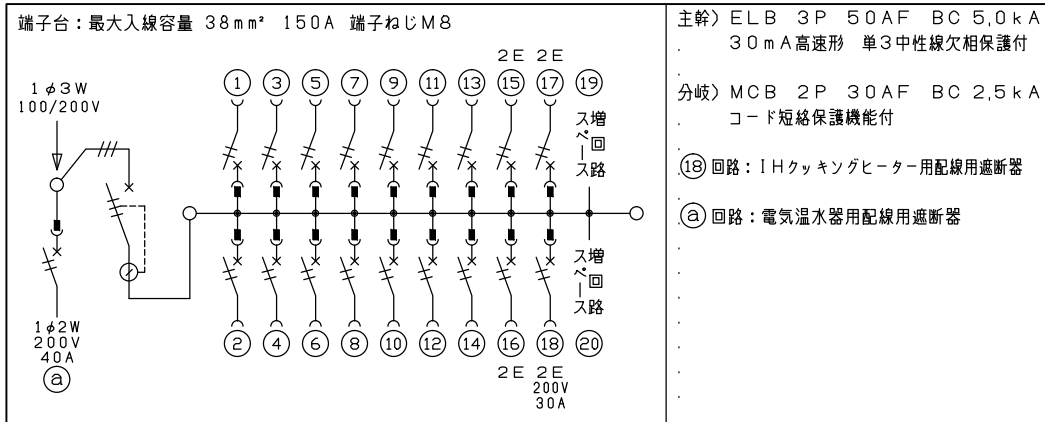 端子台：最大入線容量 38mm² 150A 端子ねじM8
2E 2E
① ③ ⑤ ⑦ ⑨ ⑪ ⑬ ⑮ ⑰ ⑲
1φ3W
100/200V
増回路スペース
増回路スペース
1φ2W
200V
40A
ⓐ
② ④ ⑥ ⑧ ⑩ ⑫ ⑭ ⑯ ⑱ ⑳
2E 2E
200V
30A
主幹）ELB 3P 50AF BC 5,0kA
30mA高速形 単3中性線欠相保護付
分岐）MCB 2P 30AF BC 2,5kA
コード短絡保護機能付
⑱回路：IHクッキングヒーター用配線用遮断器
ⓐ回路：電気温水器用配線用遮断器